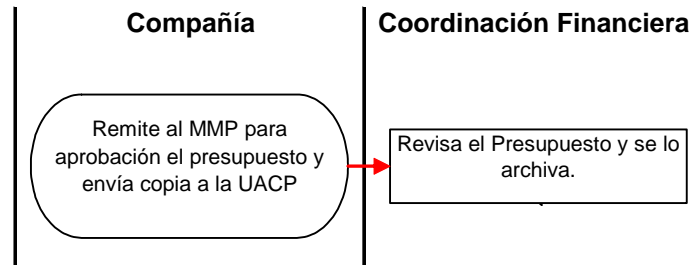 Compañía
Coordinación Financiera
Remite al MMP para
aprobación el presupuesto y
envía copia a la UACP
Revisa el Presupuesto y se lo
archiva.